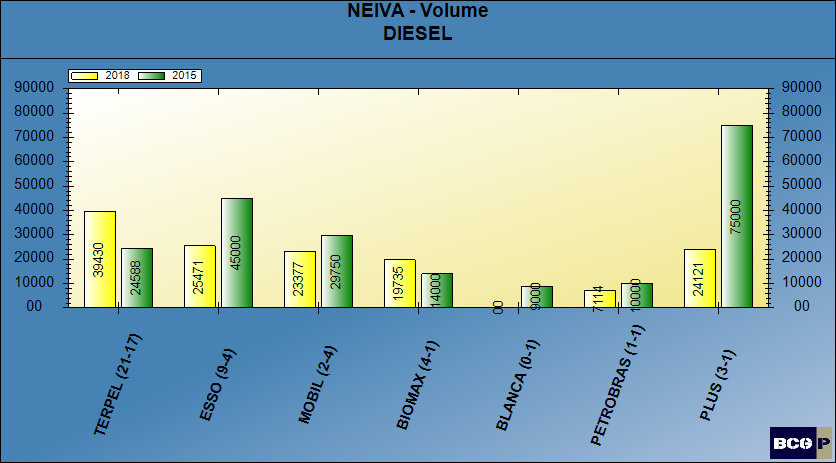 NEIVA - Volume
DIESEL
2018 2015
90000 90000
80000 80000
70000 70000
60000 60000
50000 50000
40000 40000
30000 30000
20000 20000
10000 10000
00 00
39430 24588 25471 45000 23377 29750 19735 14000 00 9000 7114 10000 24121 75000
TERPEL (21-17) ESSO (9-4) MOBIL (2-4) BIOMAX (4-1) BLANCA (0-1) PETROBRAS (1-1) PLUS (3-1)
BCG P